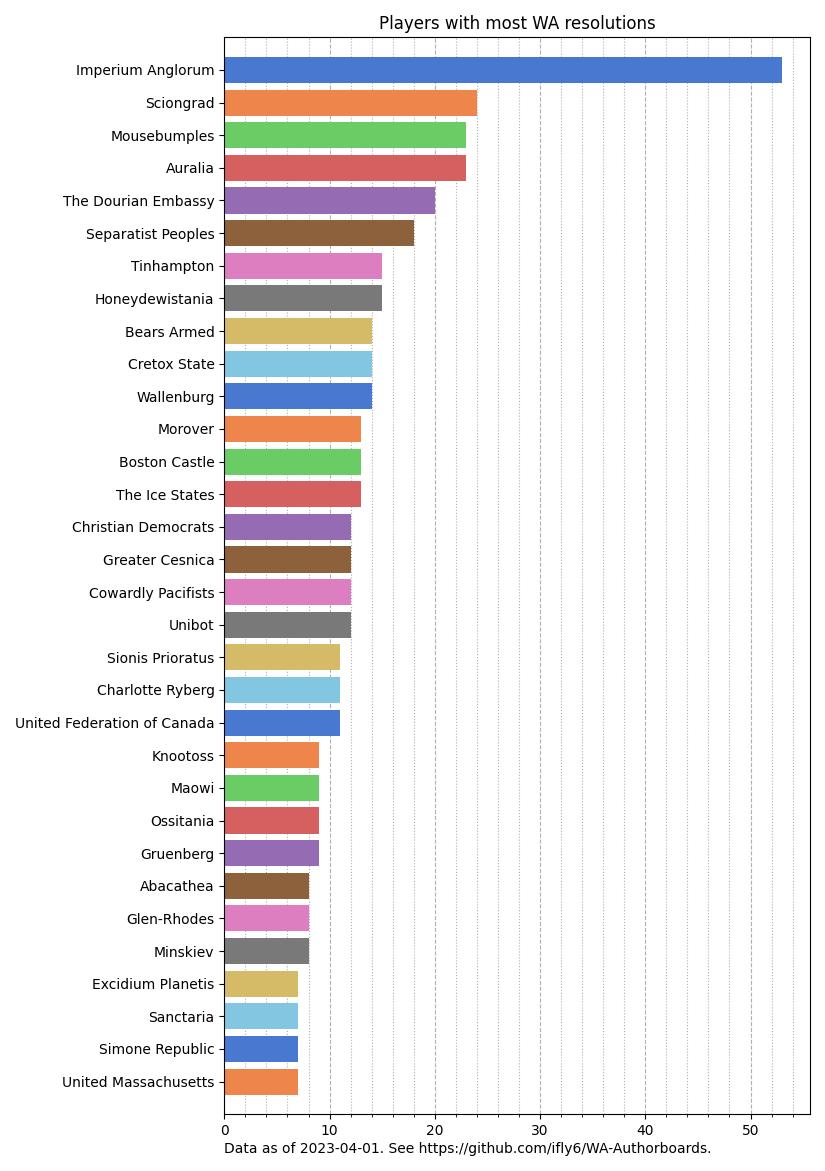 Players with most WA resolutions
Imperium Anglorum
Sciongrad
Mousebumples
Auralia
The Dourian Embassy
Separatist Peoples
Tinhampton
Honeydewistania
Bears Armed
Cretox State
Wallenburg
Morover
Boston Castle
The Ice States
Christian Democrats
Greater Cesnica
Cowardly Pacifists
Unibot
Sionis Prioratus
Charlotte Ryberg
United Federation of Canada
Knootoss
Maowi
Ossitania
Gruenberg
Abacathea
Glen-Rhodes
Minskiev
Excidium Planetis
Sanctaria
Simone Republic
United Massachusetts
0 10 20 30 40 50
Data as of 2023-04-01. See https://github.com/ifly6/WA-Authorboards.